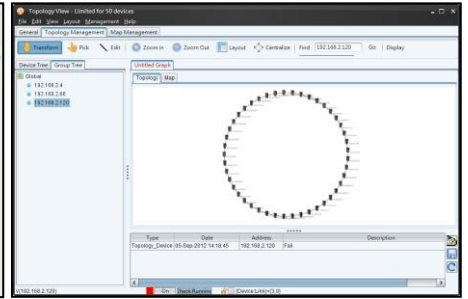 Topology View - Limited for 50 devices
File Edit View Layout Management Help
General Topology Management Map Management
Transform Pick Edit Zoom in Zoom Out Layout Centralize Find 192.168.2.120 Go Display
Device Tree Group Tree
Untitled Graph
Global
192.168.2.4
192.168.2.66
192.168.2.120
Topology Map
Type Date Address Description
Topology_Device 05-Sep-2012 14:18:45 192.168.2.120 Fail
V(192.168.2.120)
On Check Running (Device,Link)=(3,0)